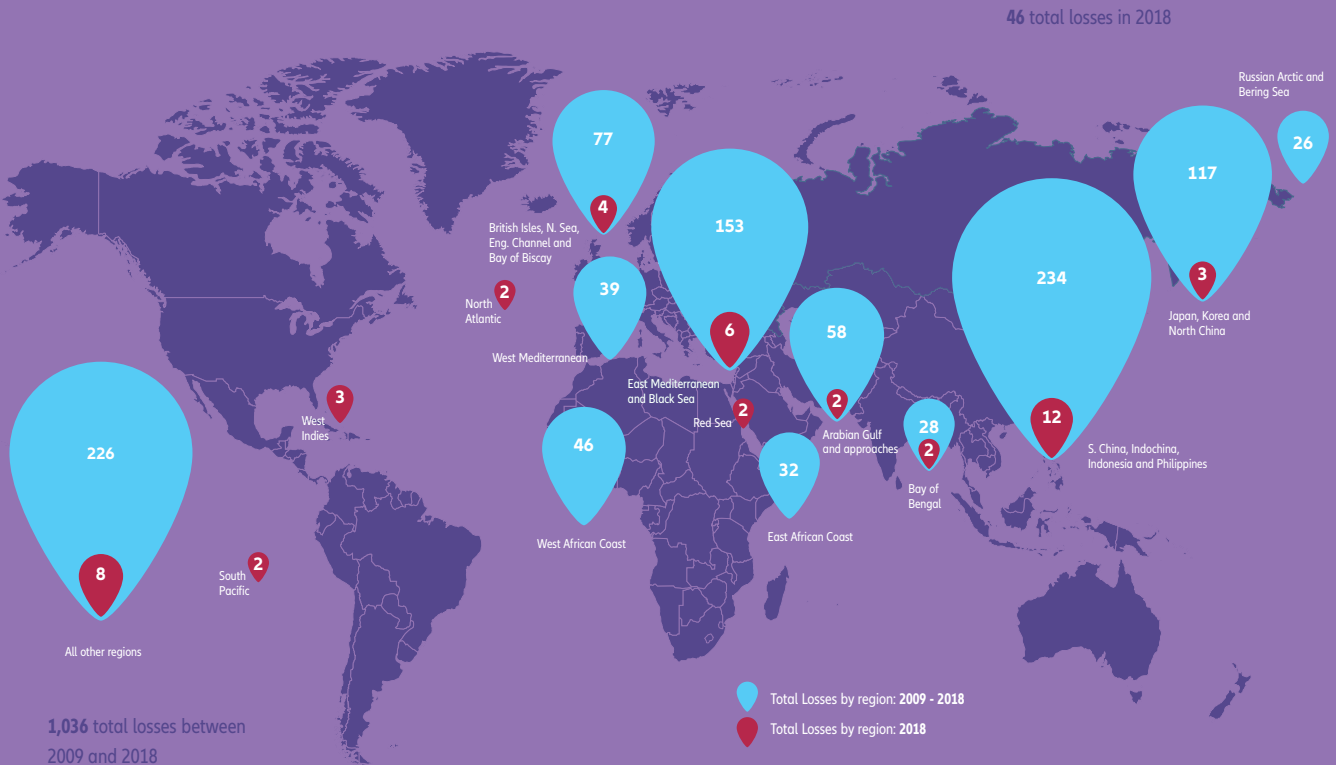 46 total losses in 2018
Russian Arctic and
Bering Sea
26
117
3
Japan, Korea and
North China
77
4
British Isles, N. Sea,
Eng. Channel and
Bay of Biscay
153
6
East Mediterranean
and Black Sea
234
12
S. China, Indochina,
Indonesia and Philippines
2
North
Atlantic
39
West Mediterranean
58
2
Arabian Gulf
and approaches
3
West
Indies
2
Red Sea
28
2
Bay of
Bengal
46
West African Coast
32
East African Coast
226
8
All other regions
2
South
Pacific
Total Losses by region: 2009 - 2018
Total Losses by region: 2018
1,036 total losses between
2009 and 2018